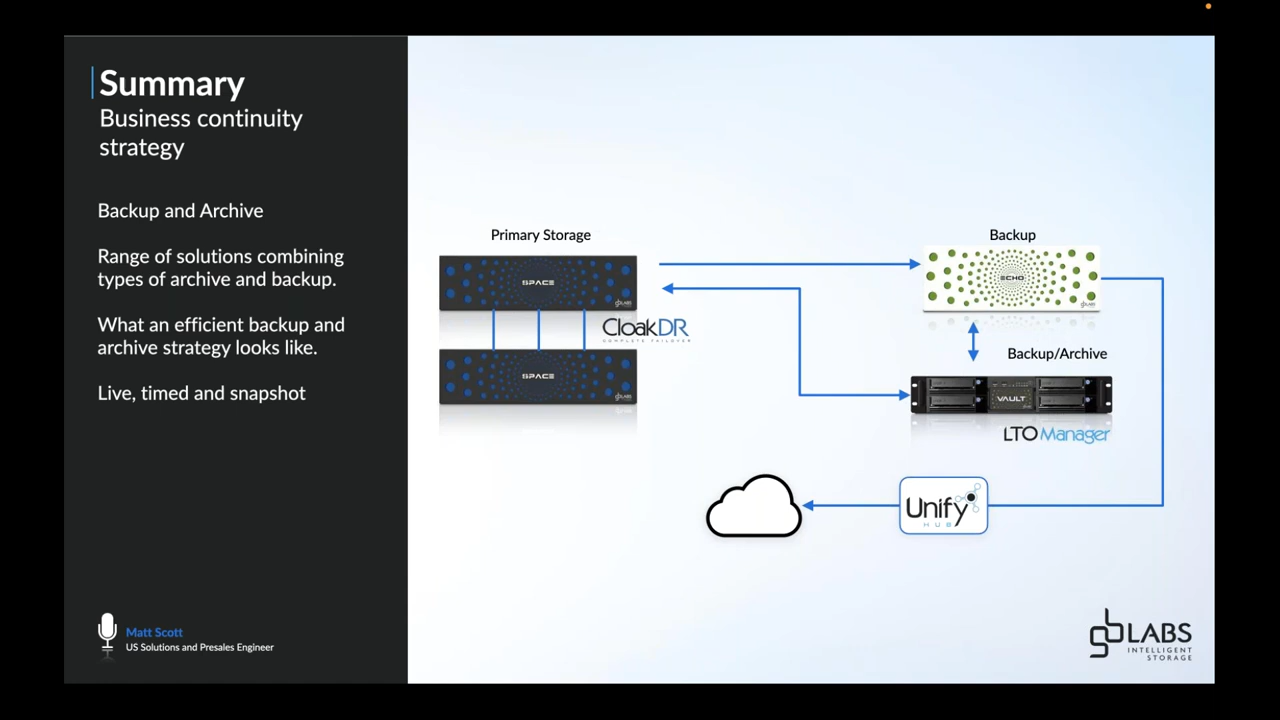 Summary
Business continuity
strategy
Backup and Archive
Range of solutions combining
types of archive and backup.
What an efficient backup and
archive strategy looks like.
Live, timed and snapshot
Matt Scott
US Solutions and Presales Engineer
Primary Storage
SPACE
CloakDR
COMPLETE FAILOVER
SPACE
Backup
ECHO
Backup/Archive
VAULT
LTO Manager
Unify
HUB
gb LABS
INTELLIGENT
STORAGE